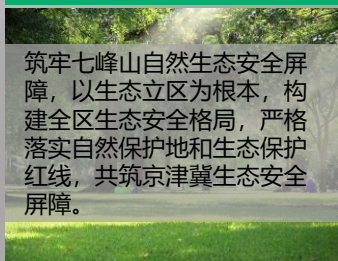 筑牢七峰山自然生态安全屏
障，以生态立区为根本，构
建全区生态安全格局，严格
落实自然保护地和生态保护
红线，共筑京津冀生态安全
屏障。